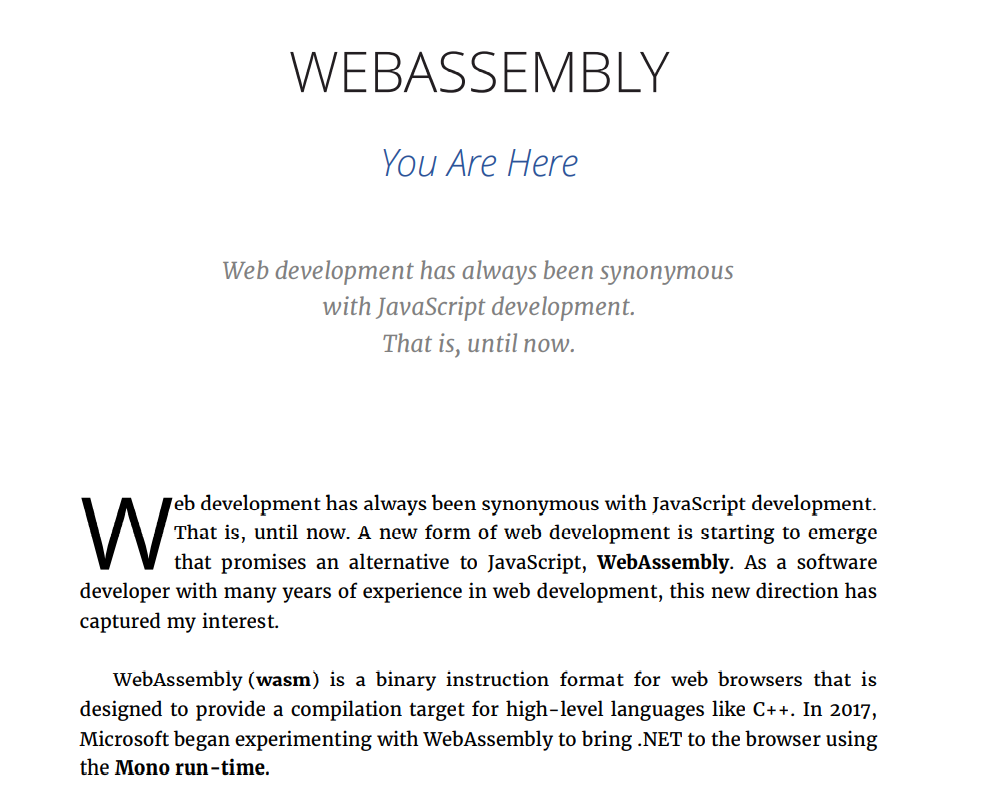 WEBASSEMBLY
You Are Here
Web development has always been synonymous
with JavaScript development.
That is, until now.
Web development has always been synonymous with JavaScript development.
That is, until now. A new form of web development is starting to emerge
that promises an alternative to JavaScript, WebAssembly. As a software
developer with many years of experience in web development, this new direction has
captured my interest.
WebAssembly (wasm) is a binary instruction format for web browsers that is
designed to provide a compilation target for high-level languages like C++. In 2017,
Microsoft began experimenting with WebAssembly to bring .NET to the browser using
the Mono run-time.